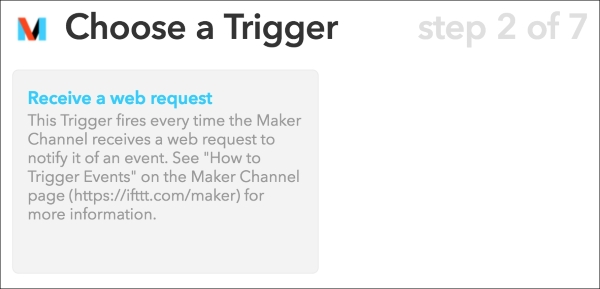 Choose a Trigger
step 2 of 7
Receive a web request
This Trigger fires every time the Maker
Channel receives a web request to
notify it of an event. See "How to
Trigger Events" on the Maker Channel
page (https://ifttt.com/maker) for
more information.